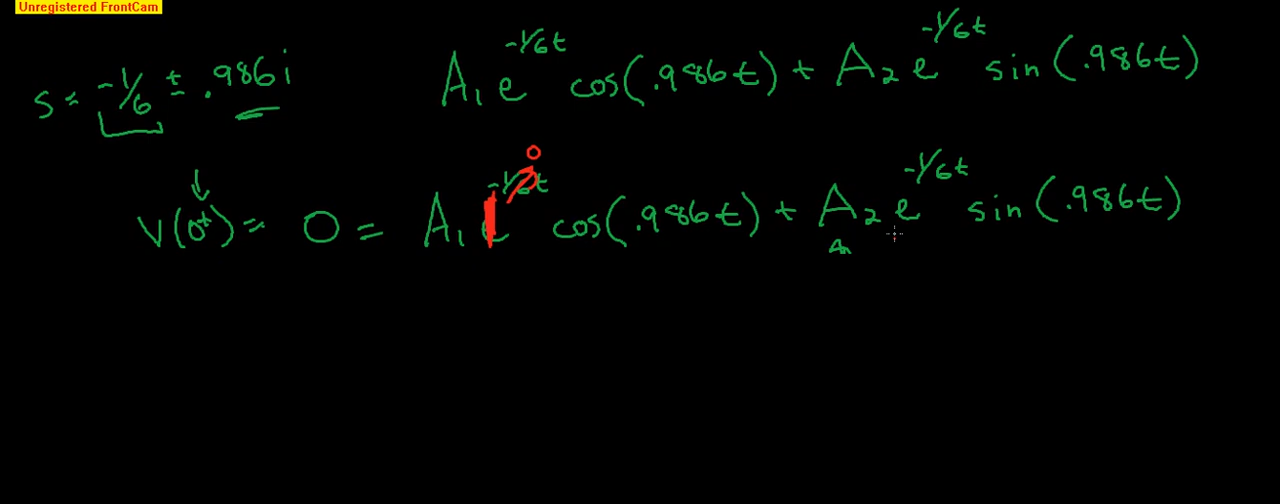 Unregistered FrontCam
s = -1/6 ± .986i
A₁ e^{-1/6t} cos(.986t) + A₂ e^{-1/6t} sin(.986t)
0
V(0⁺) = 0 = A₁ e^{-1/6t} cos(.986t) + A₂ e^{-1/6t} sin(.986t)